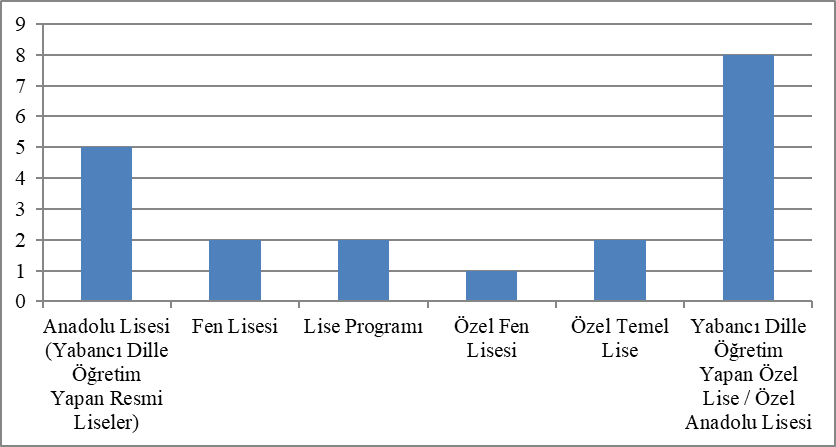 9
8
7
6
5
4
3
2
1
0
Anadolu Lisesi
(Yabancı Dille
Öğretim
Yapan Resmi
Liseler)
Fen Lisesi
Lise Programı
Özel Fen
Lisesi
Özel Temel
Lise
Yabancı Dille
Öğretim
Yapan Özel
Lise / Özel
Anadolu Lisesi